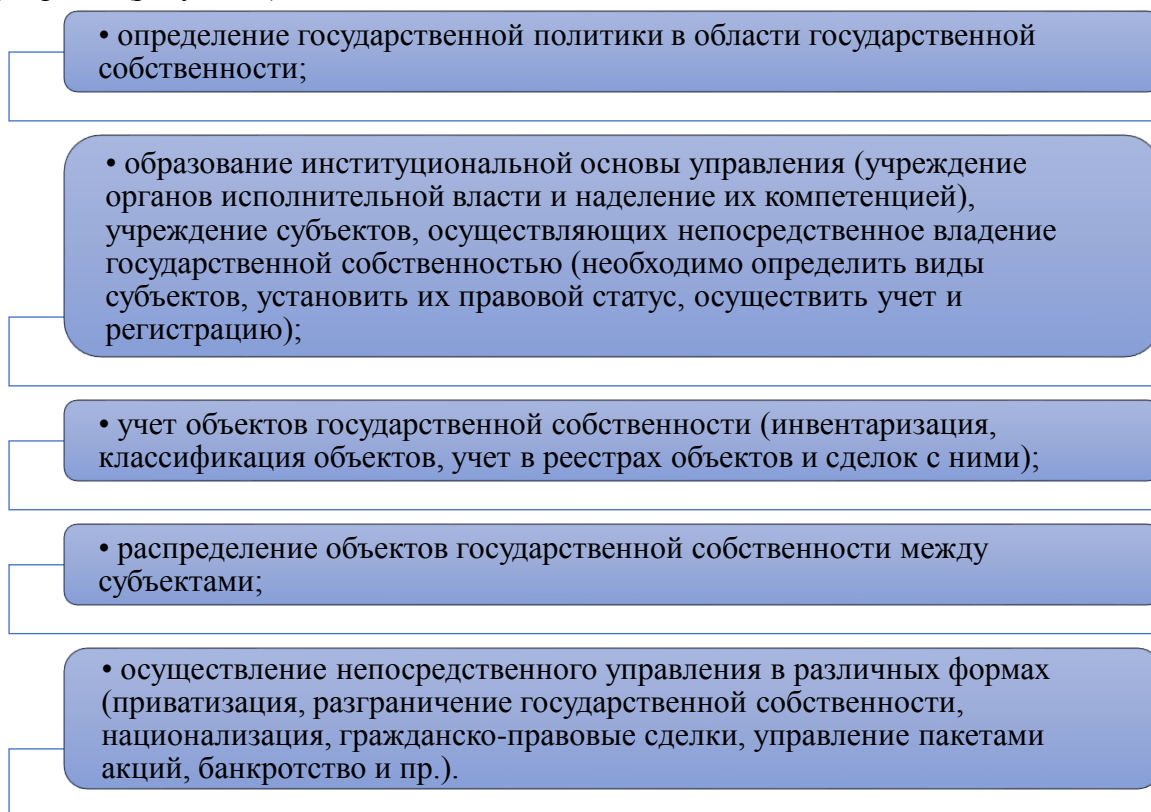 • определение государственной политики в области государственной
собственности;
• образование институциональной основы управления (учреждение
органов исполнительной власти и наделение их компетенцией),
учреждение субъектов, осуществляющих непосредственное владение
государственной собственностью (необходимо определить виды
субъектов, установить их правовой статус, осуществить учет и
регистрацию);
• учет объектов государственной собственности (инвентаризация,
классификация объектов, учет в реестрах объектов и сделок с ними);
• распределение объектов государственной собственности между
субъектами;
• осуществление непосредственного управления в различных формах
(приватизация, разграничение государственной собственности,
национализация, гражданско-правовые сделки, управление пакетами
акций, банкротство и пр.).